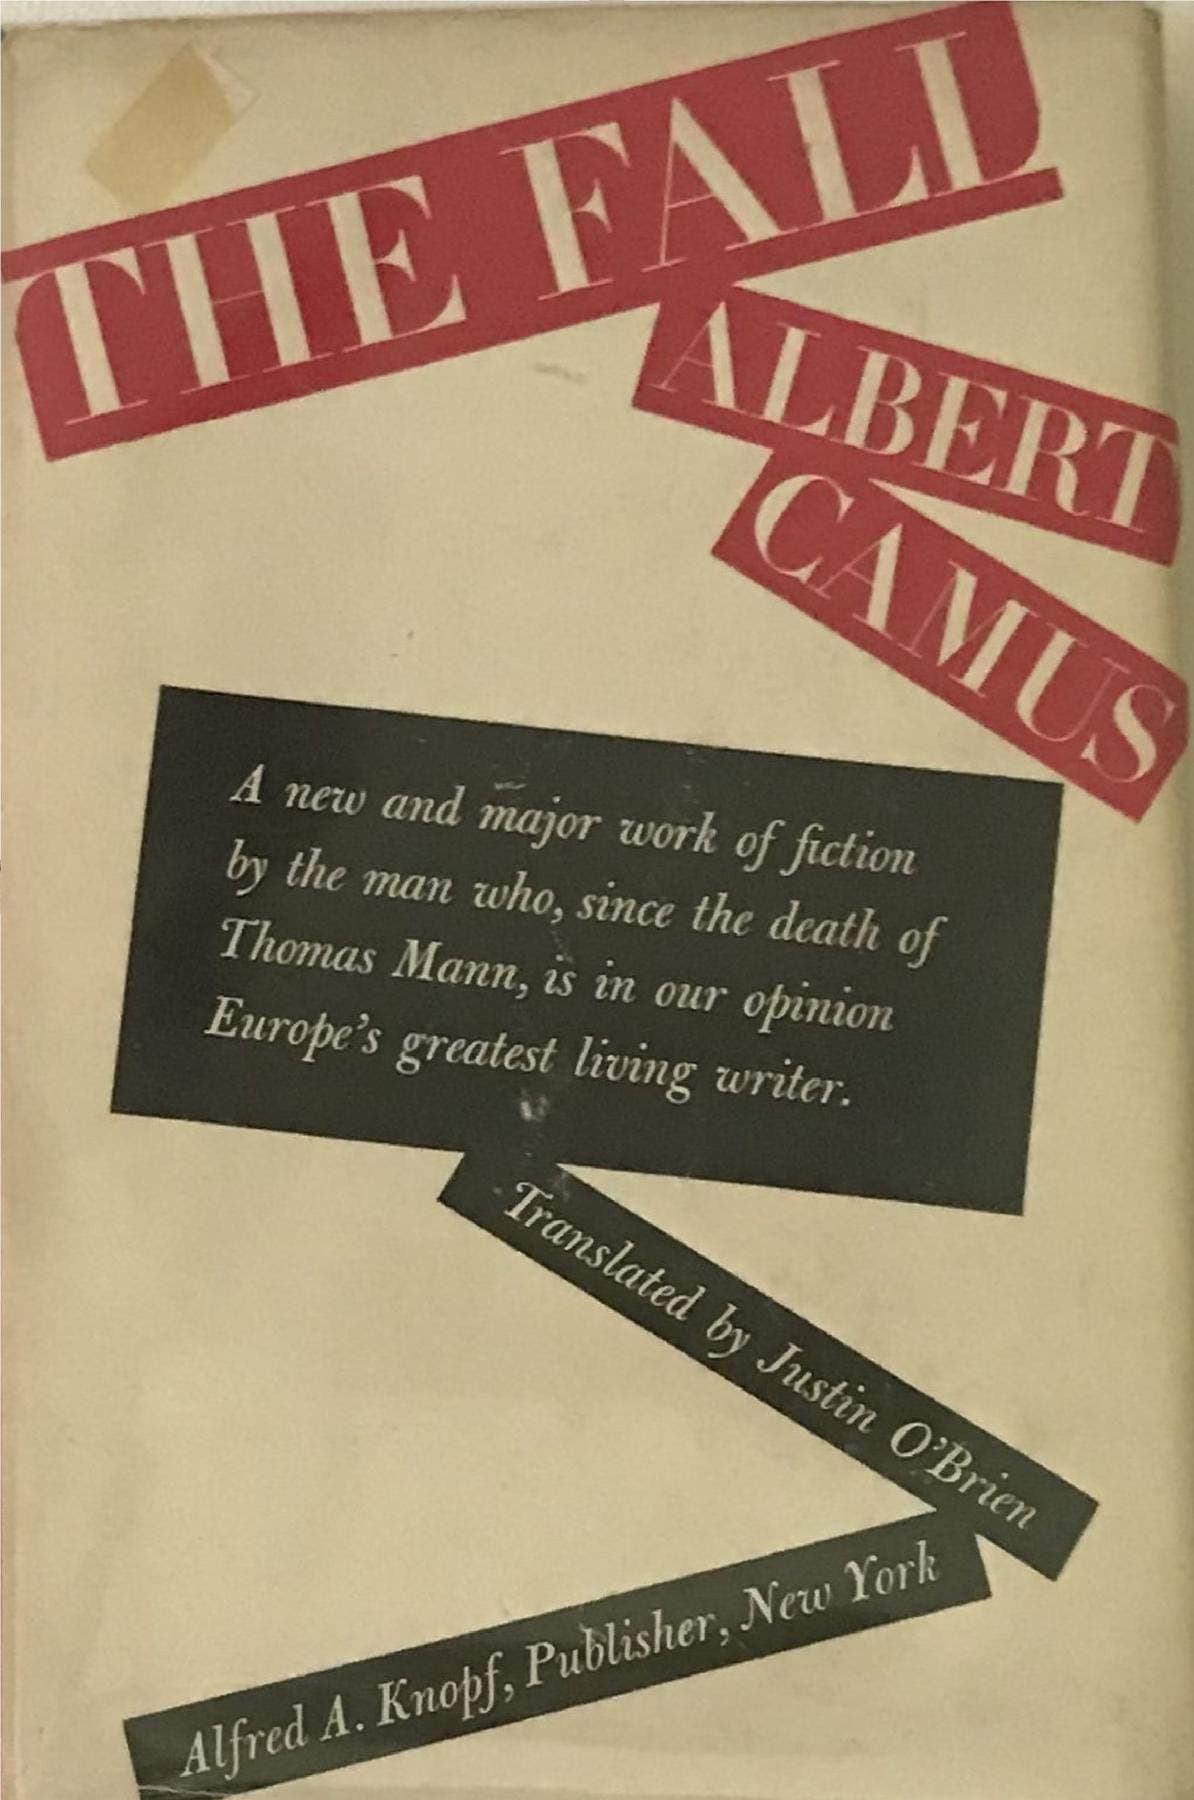 THE FALL
ALBERT
CAMUS
A new and major work of fiction
by the man who, since the death of
Thomas Mann, is in our opinion
Europe's greatest living writer.
Translated by Justin O'Brien
Alfred A. Knopf, Publisher, New York